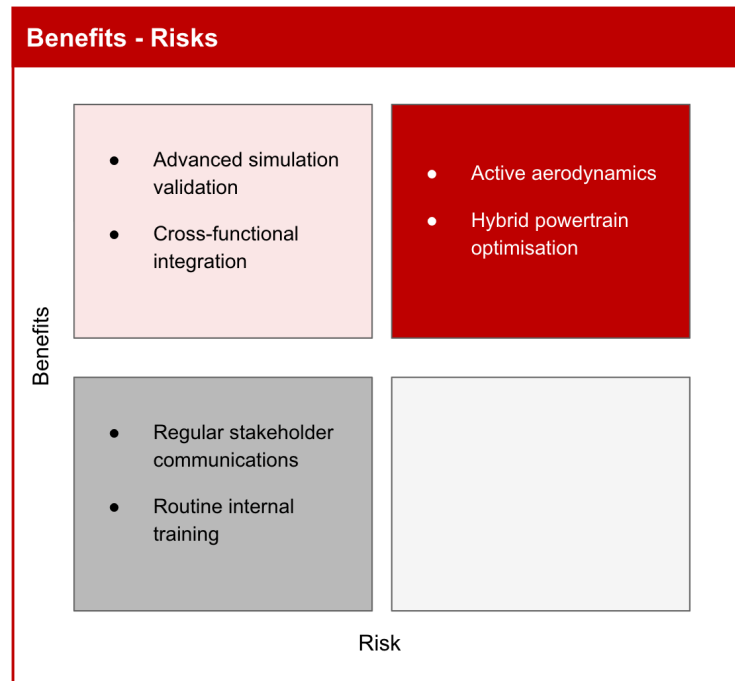 Benefits - Risks
● Advanced simulation
validation
● Cross-functional
integration
● Active aerodynamics
● Hybrid powertrain
optimisation
Benefits
● Regular stakeholder
communications
● Routine internal
training
Risk